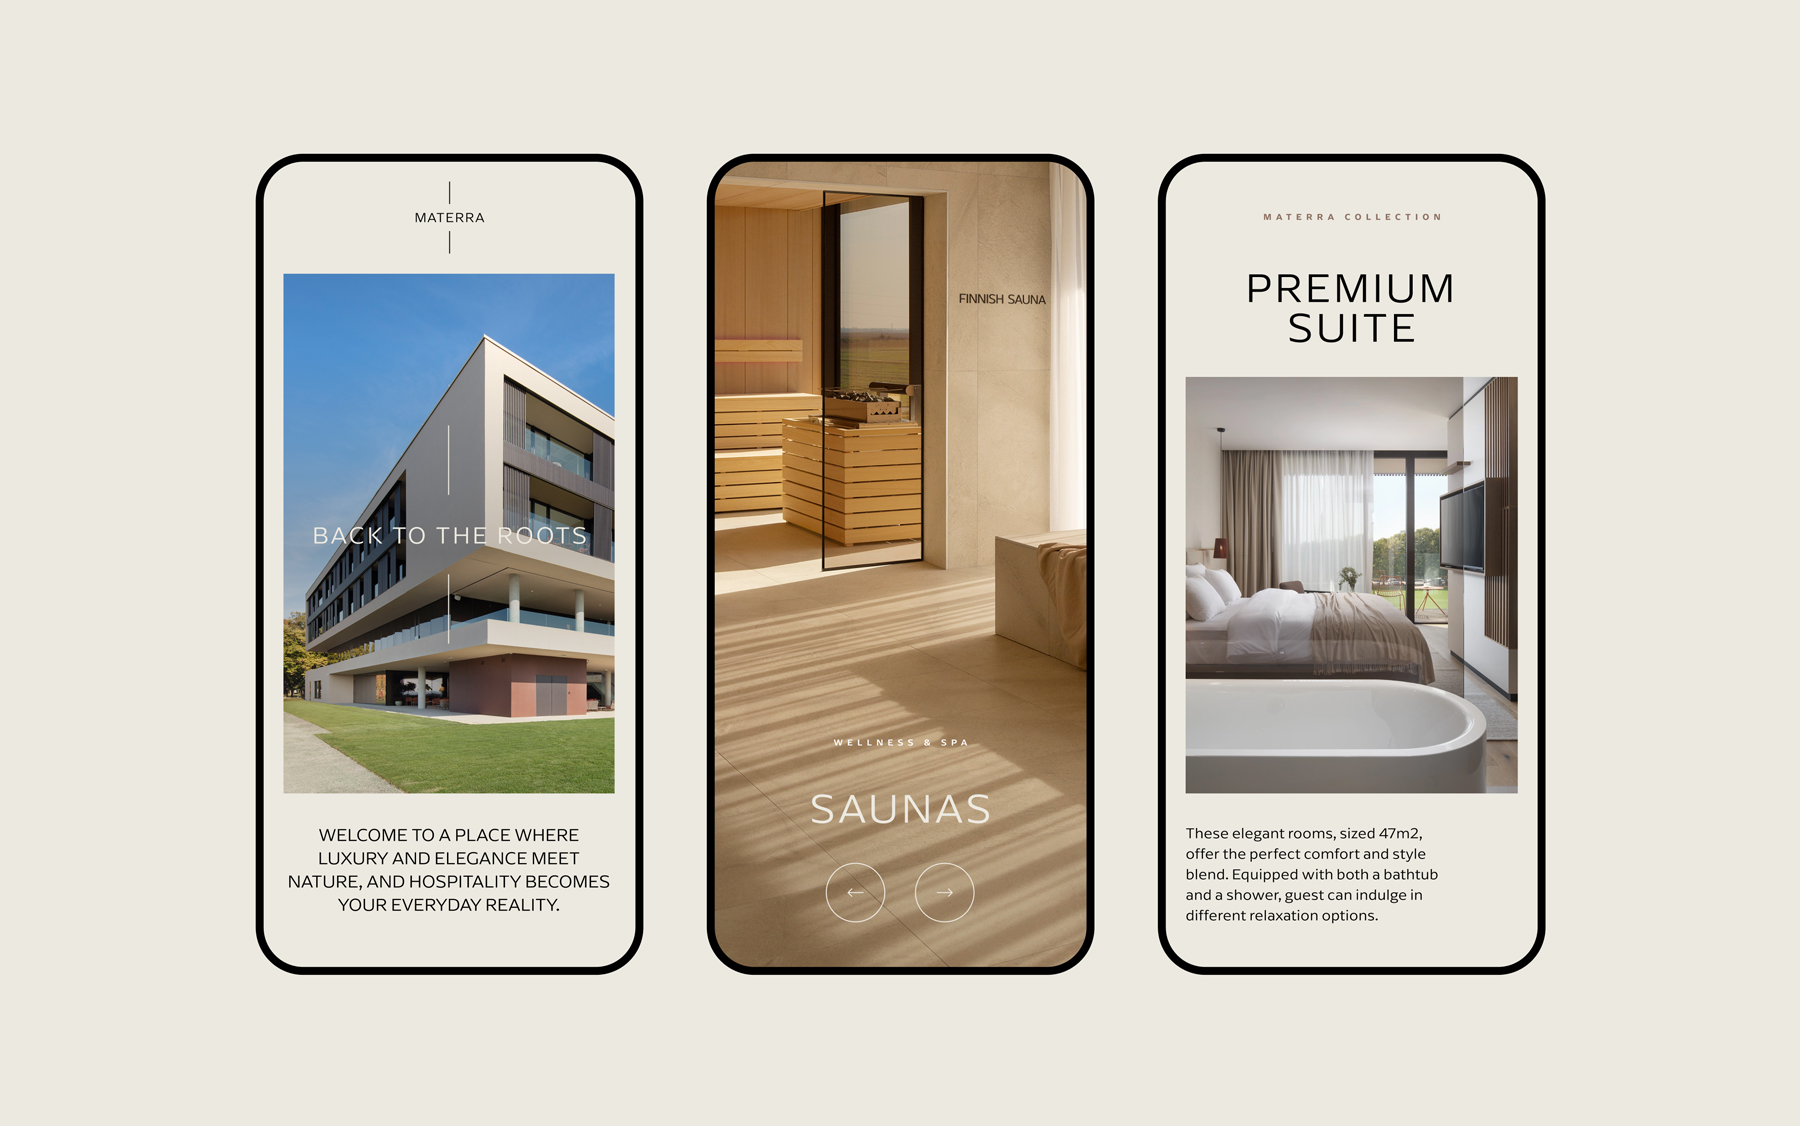 MATERRA
BACK TO THE ROOTS
WELCOME TO A PLACE WHERE
LUXURY AND ELEGANCE MEET
NATURE, AND HOSPITALITY BECOMES
YOUR EVERYDAY REALITY.
FINNISH SAUNA
WELLNESS & SPA
SAUNAS
MATERRA COLLECTION
PREMIUM
SUITE
These elegant rooms, sized 47m2,
offer the perfect comfort and style
blend. Equipped with both a bathtub
and a shower, guest can indulge in
different relaxation options.